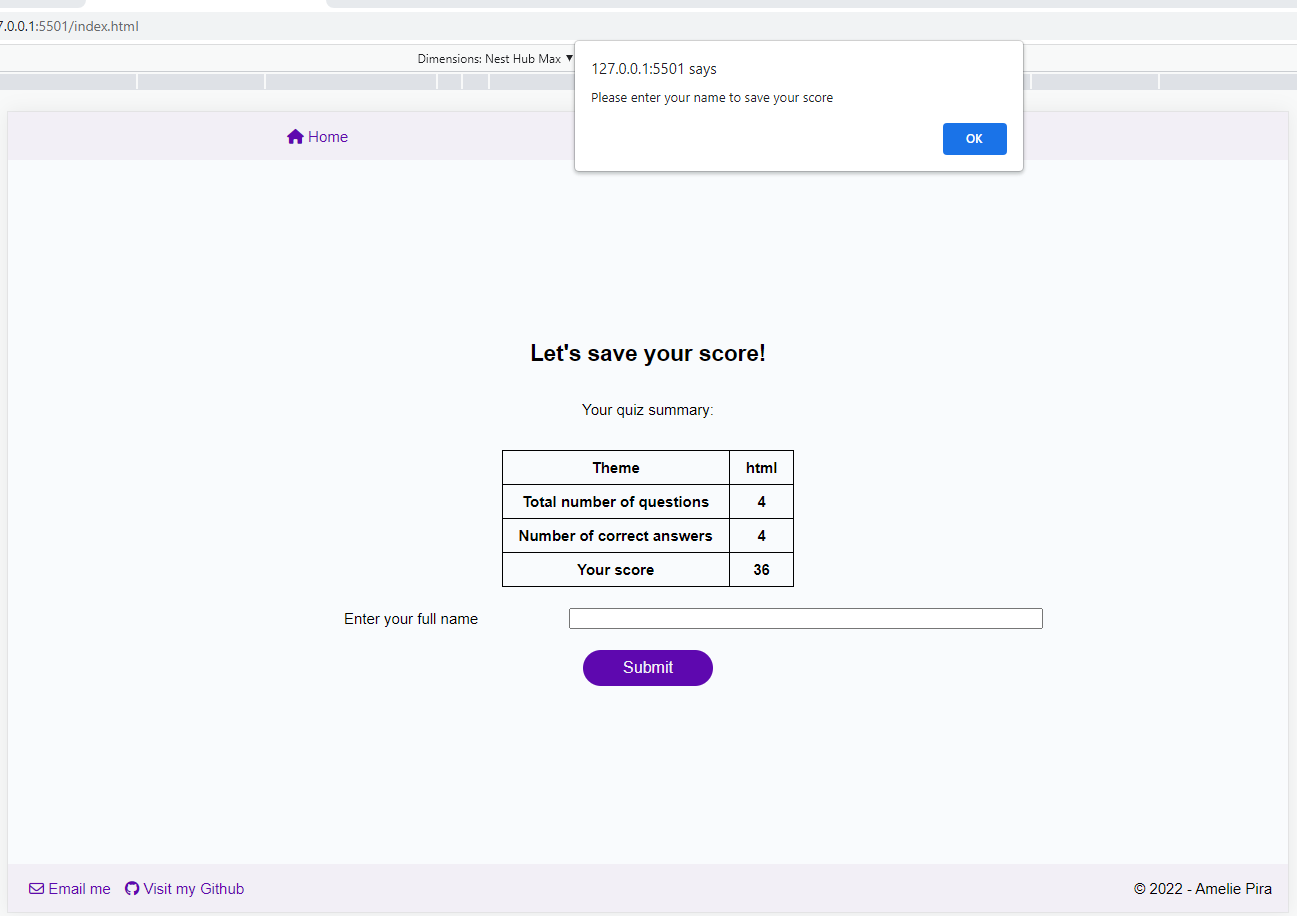 7.0.0.1:5501/index.html
Dimensions: Nest Hub Max ▼
127.0.0.1:5501 says
Please enter your name to save your score
OK
Home
Let's save your score!
Your quiz summary:
Theme html
Total number of questions 4
Number of correct answers 4
Your score 36
Enter your full name
Submit
Email me Visit my Github © 2022 - Amelie Pira